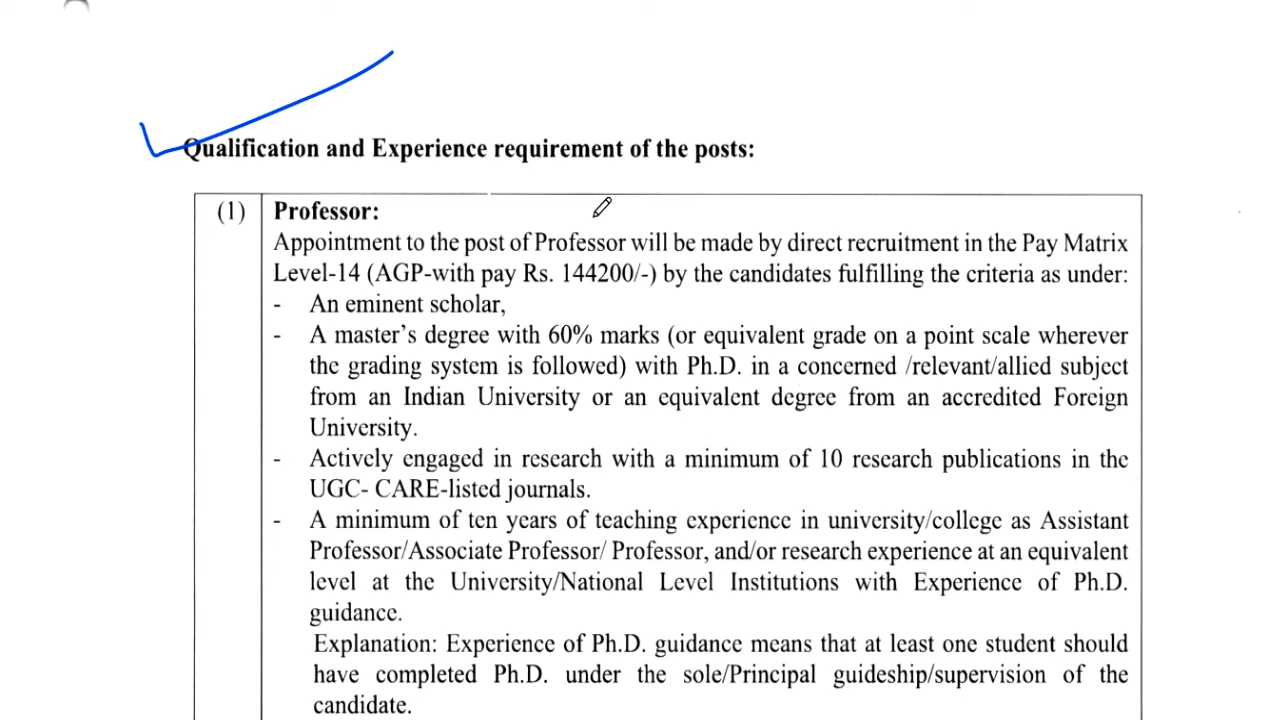 Qualification and Experience requirement of the posts:
(1) Professor:
Appointment to the post of Professor will be made by direct recruitment in the Pay Matrix
Level-14 (AGP-with pay Rs. 144200/-) by the candidates fulfilling the criteria as under:
- An eminent scholar,
- A master's degree with 60% marks (or equivalent grade on a point scale wherever
the grading system is followed) with Ph.D. in a concerned /relevant/allied subject
from an Indian University or an equivalent degree from an accredited Foreign
University.
- Actively engaged in research with a minimum of 10 research publications in the
UGC- CARE-listed journals.
- A minimum of ten years of teaching experience in university/college as Assistant
Professor/Associate Professor/ Professor, and/or research experience at an equivalent
level at the University/National Level Institutions with Experience of Ph.D.
guidance.
Explanation: Experience of Ph.D. guidance means that at least one student should
have completed Ph.D. under the sole/Principal guideship/supervision of the
candidate.